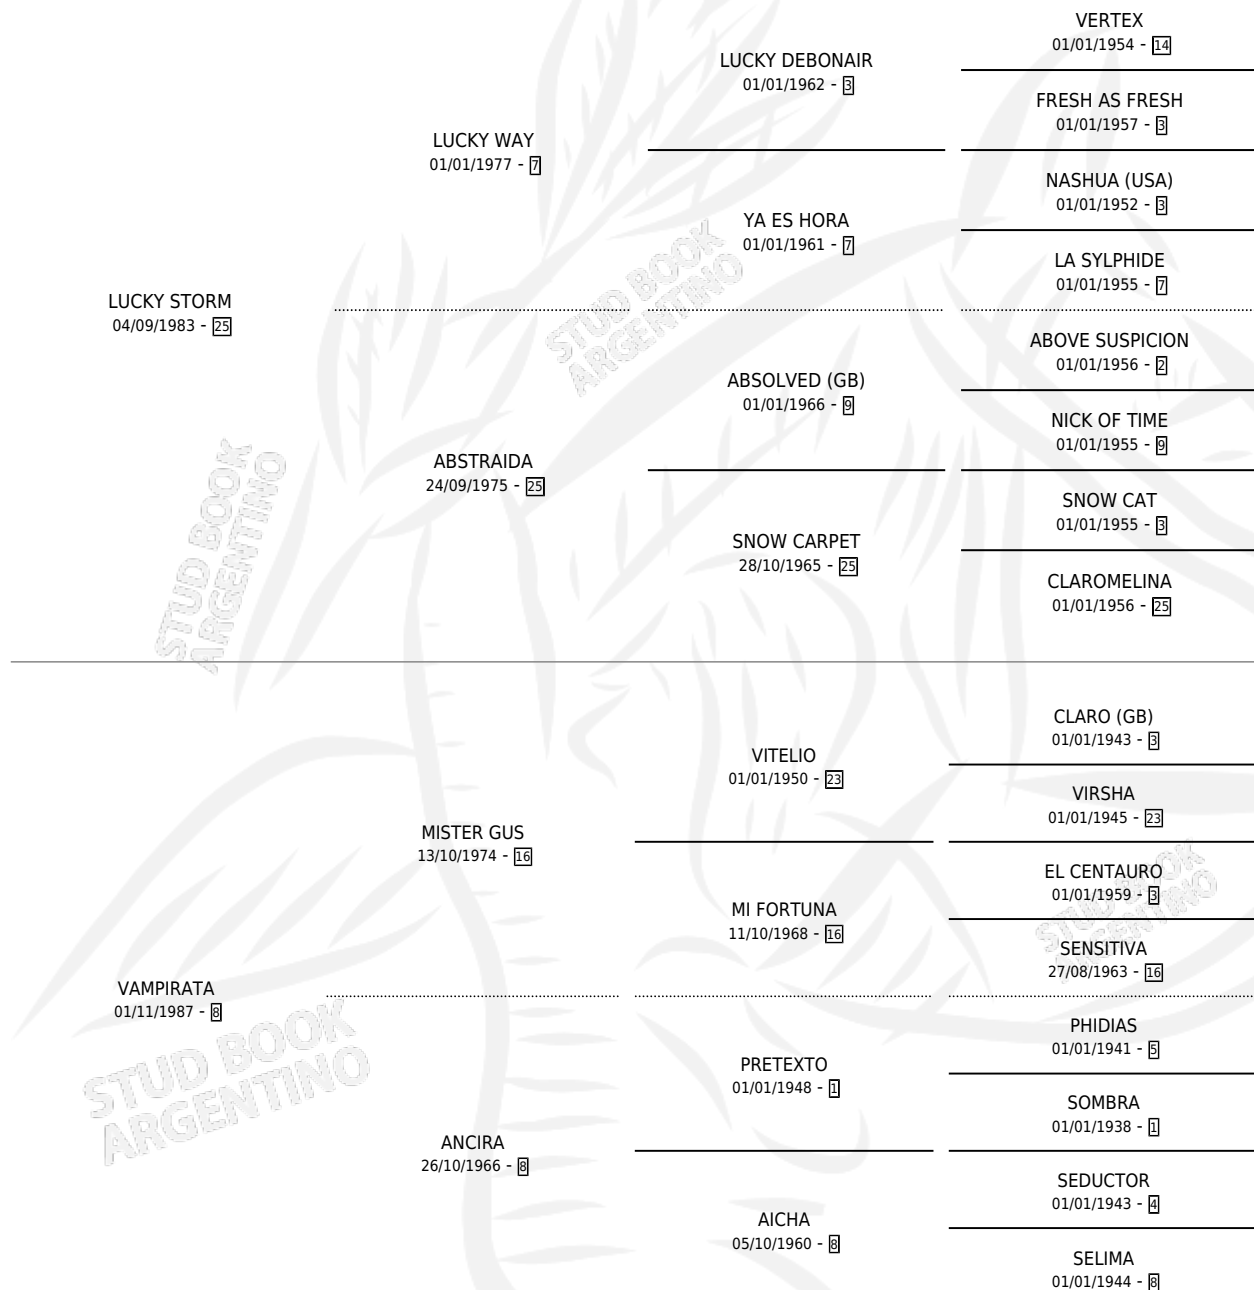 VERTEX
01/01/1954 - 14
LUCKY DEBONAIR
01/01/1962 - 3
FRESH AS FRESH
01/01/1957 - 3
LUCKY WAY
01/01/1977 - 7
NASHUA (USA)
01/01/1952 - 3
YA ES HORA
01/01/1961 - 7
LA SYLPHIDE
01/01/1955 - 7
LUCKY STORM
04/09/1983 - 25
STUD BOOK
ARGENTINO
ABOVE SUSPICION
01/01/1956 - 2
ABSOLVED (GB)
01/01/1966 - 9
NICK OF TIME
01/01/1955 - 9
ABSTRAIDA
24/09/1975 - 25
SNOW CAT
01/01/1955 - 3
SNOW CARPET
28/10/1965 - 25
CLAROMELINA
01/01/1956 - 25
STUD BOOK
ARGENTINO
CLARO (GB)
01/01/1943 - 3
VITELIO
01/01/1950 - 23
VIRSHA
01/01/1945 - 23
MISTER GUS
13/10/1974 - 16
EL CENTAURO
01/01/1959 - 3
MI FORTUNA
11/10/1968 - 16
SENSITIVA
27/08/1963 - 16
STUD BOOK
ARGENTINO
VAMPIRATA
01/11/1987 - 8
PHIDIAS
01/01/1941 - 5
PRETEXTO
01/01/1948 - 1
SOMBRA
01/01/1938 - 1
STUD BOOK
ARGENTINO
ANCIRA
26/10/1966 - 8
SEDUCTOR
01/01/1943 - 4
AICHA
05/10/1960 - 8
SELIMA
01/01/1944 - 8